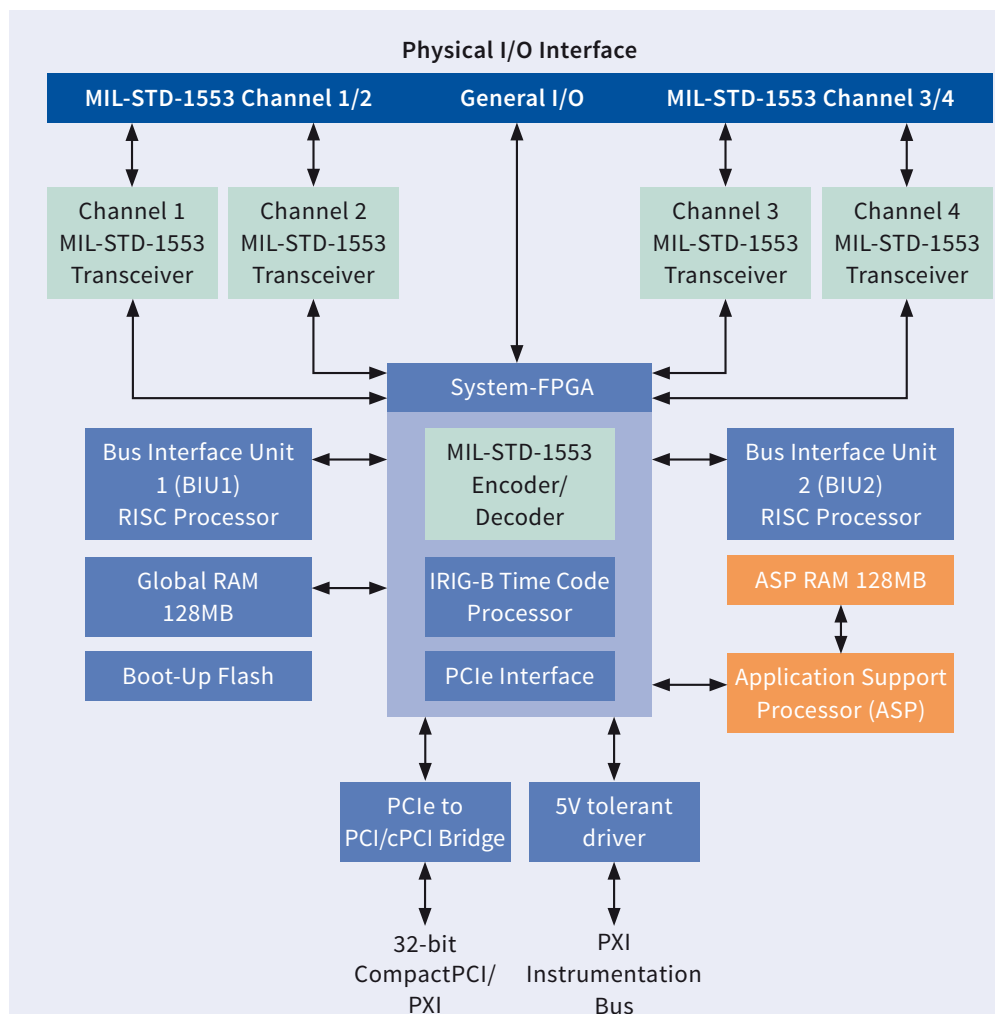 Physical I/O Interface
MIL-STD-1553 Channel 1/2
General I/O
MIL-STD-1553 Channel 3/4
Channel 1
MIL-STD-1553
Transceiver
Channel 2
MIL-STD-1553
Transceiver
Channel 3
MIL-STD-1553
Transceiver
Channel 4
MIL-STD-1553
Transceiver
System-FPGA
Bus Interface Unit
1 (BIU1)
RISC Processor
MIL-STD-1553
Encoder/
Decoder
Bus Interface Unit
2 (BIU2)
RISC Processor
Global RAM
128MB
IRIG-B Time Code
Processor
ASP RAM 128MB
Boot-Up Flash
PCIe Interface
Application Support
Processor (ASP)
PCIe to
PCI/cPCI Bridge
5V tolerant
driver
32-bit
CompactPCI/
PXI
PXI
Instrumentation
Bus